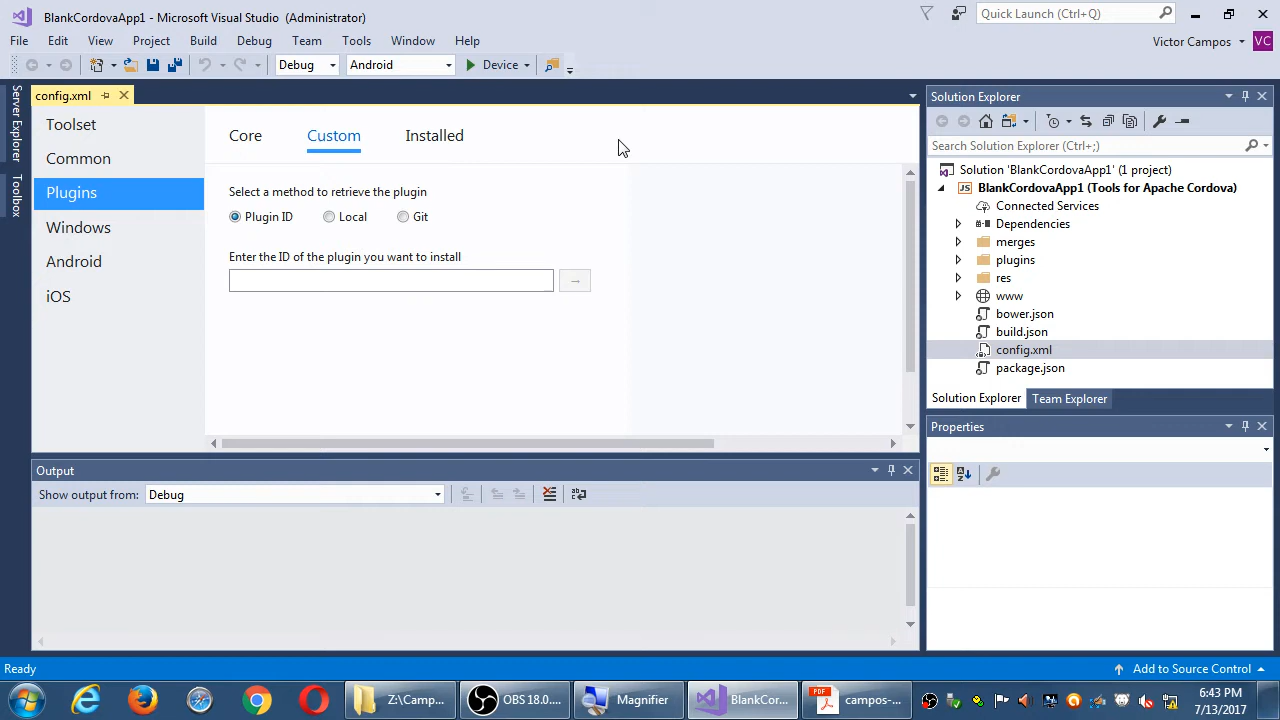 BlankCordovaApp1 - Microsoft Visual Studio (Administrator)
Quick Launch (Ctrl+Q)
File Edit View Project Build Debug Team Tools Window Help
Victor Campos VC
Debug Android Device
Server Explorer
Toolbox
config.xml
Toolset
Common
Plugins
Windows
Android
iOS
Core Custom Installed
Select a method to retrieve the plugin
Plugin ID Local Git
Enter the ID of the plugin you want to install
→
Solution Explorer
Search Solution Explorer (Ctrl+;)
Solution 'BlankCordovaApp1' (1 project)
JS BlankCordovaApp1 (Tools for Apache Cordova)
Connected Services
Dependencies
merges
plugins
res
www
bower.json
build.json
config.xml
package.json
Solution Explorer Team Explorer
Properties
Output
Show output from: Debug
Ready
Add to Source Control
Z:\Camp...
OBS 18.0....
Magnifier
BlankCor...
PDF campos-...
6:43 PM
7/13/2017